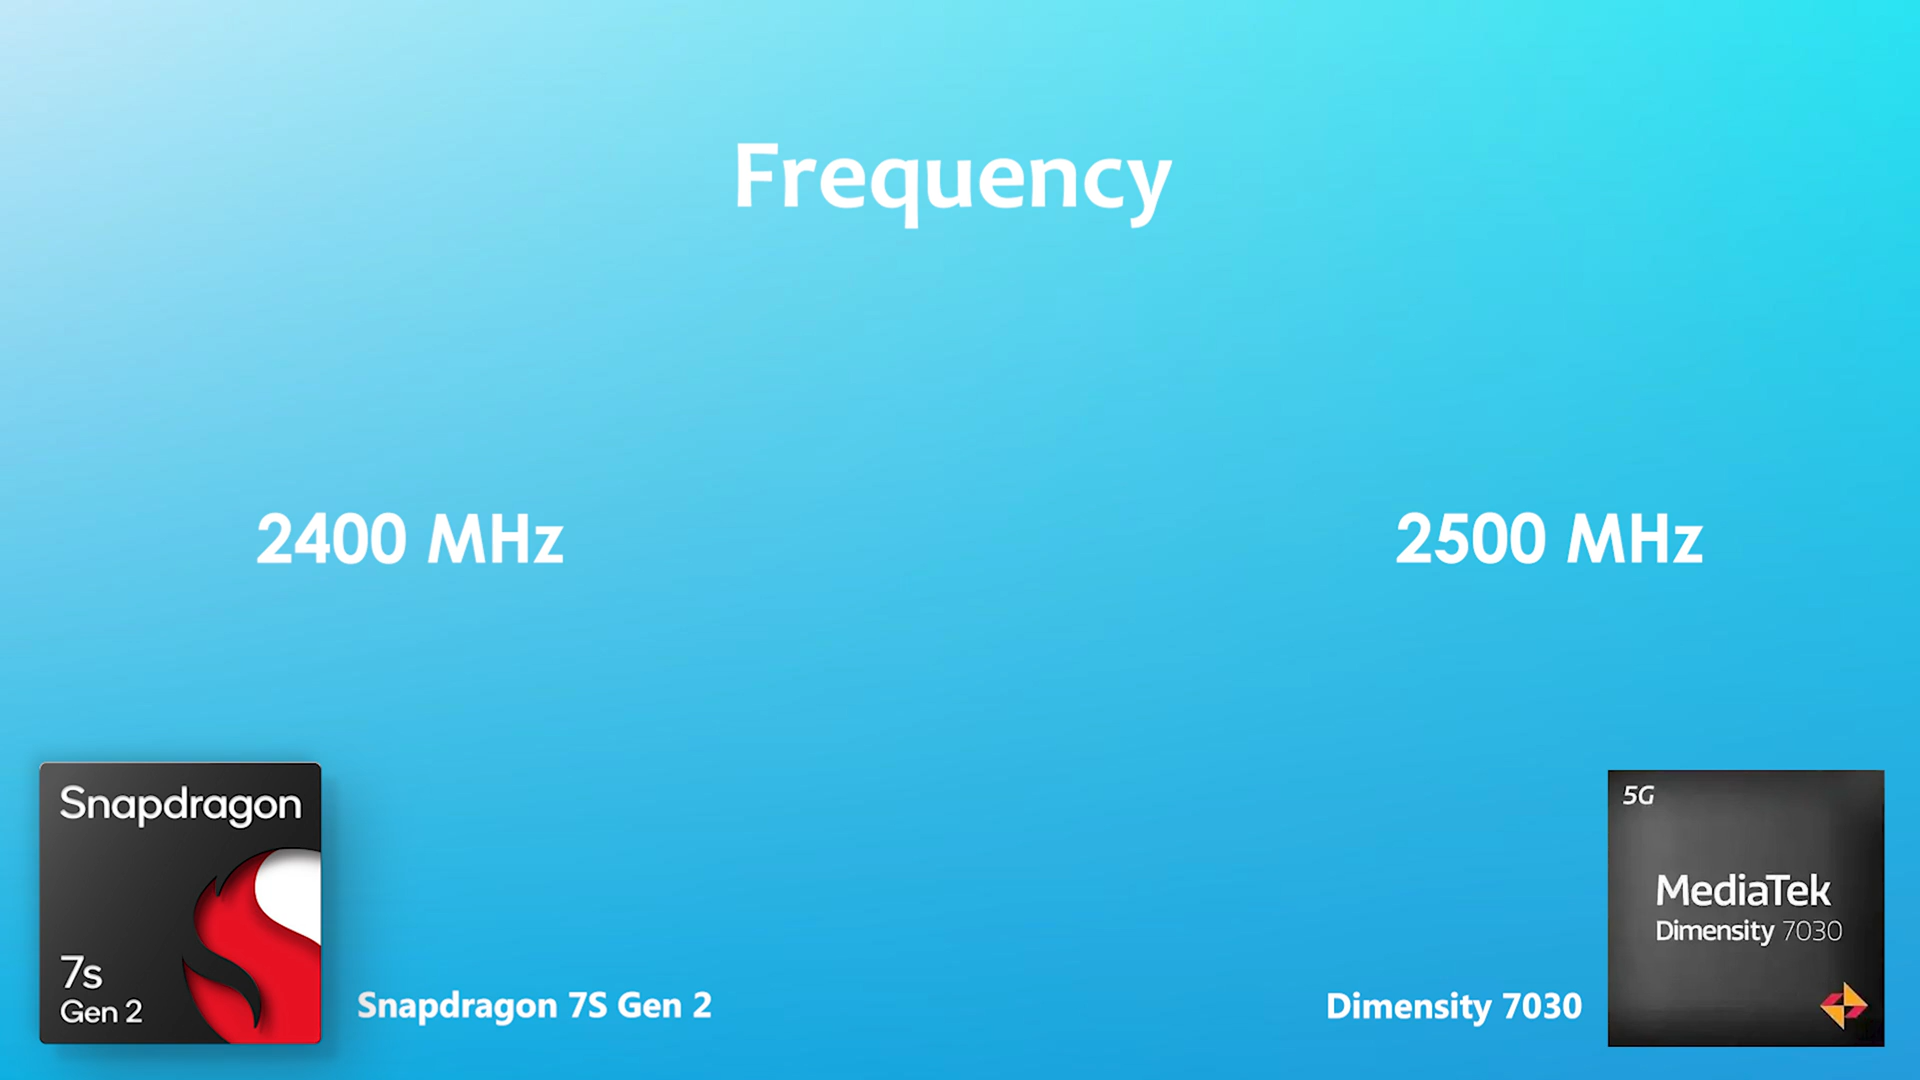 Frequency
2400 MHz
2500 MHz
Snapdragon
7s
Gen 2
Snapdragon 7S Gen 2
Dimensity 7030
5G
MediaTek
Dimensity 7030